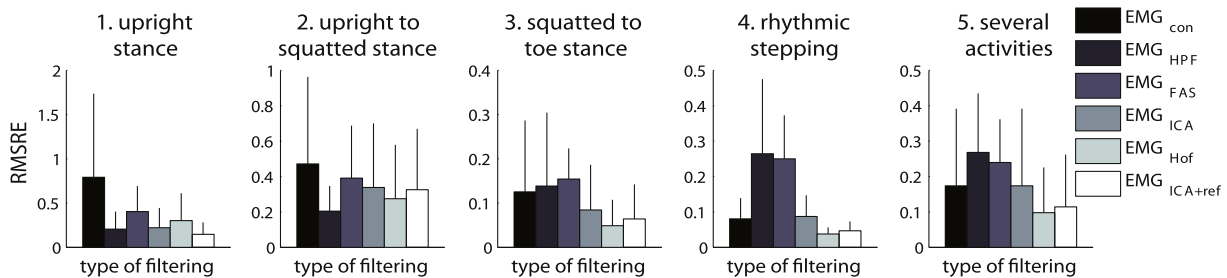 1. upright
stance
2. upright to
squatted stance
3. squatted to
toe stance
4. rhythmic
stepping
5. several
activities
RMSRE
2
1.5
1
0.5
0
type of filtering
1
0.8
0.6
0.4
0.2
0
type of filtering
0.4
0.3
0.2
0.1
0
type of filtering
0.5
0.4
0.3
0.2
0.1
0
type of filtering
0.5
0.4
0.3
0.2
0.1
0
type of filtering
EMG con
EMG HPF
EMG FAS
EMG ICA
EMG Hof
EMG ICA+ref